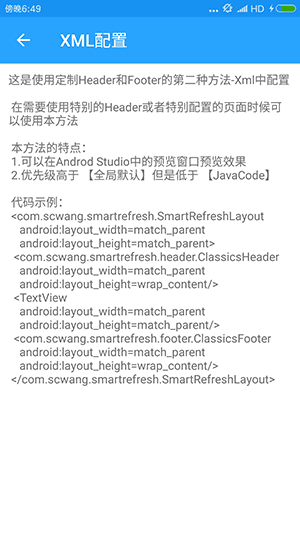 傍晚6:49
... HD
XML配置
这是使用定制Header和Footer的第二种方法-Xml中配置
在需要使用特别的Header或者特别配置的页面时候可
以使用本方法
本方法的特点：
1.可以在Androd Studio中的预览窗口预览效果
2.优先级高于 【全局默认】但是低于 【JavaCode】
代码示例：
<com.scwang.smartrefresh.SmartRefreshLayout
android:layout_width=match_parent
android:layout_height=match_parent>
<com.scwang.smartrefresh.header.ClassicsHeader
android:layout_width=match_parent
android:layout_height=wrap_content/>
<TextView
android:layout_width=match_parent
android:layout_height=match_parent/>
<com.scwang.smartrefresh.footer.ClassicsFooter
android:layout_width=match_parent
android:layout_height=wrap_content/>
</com.scwang.smartrefresh.SmartRefreshLayout>